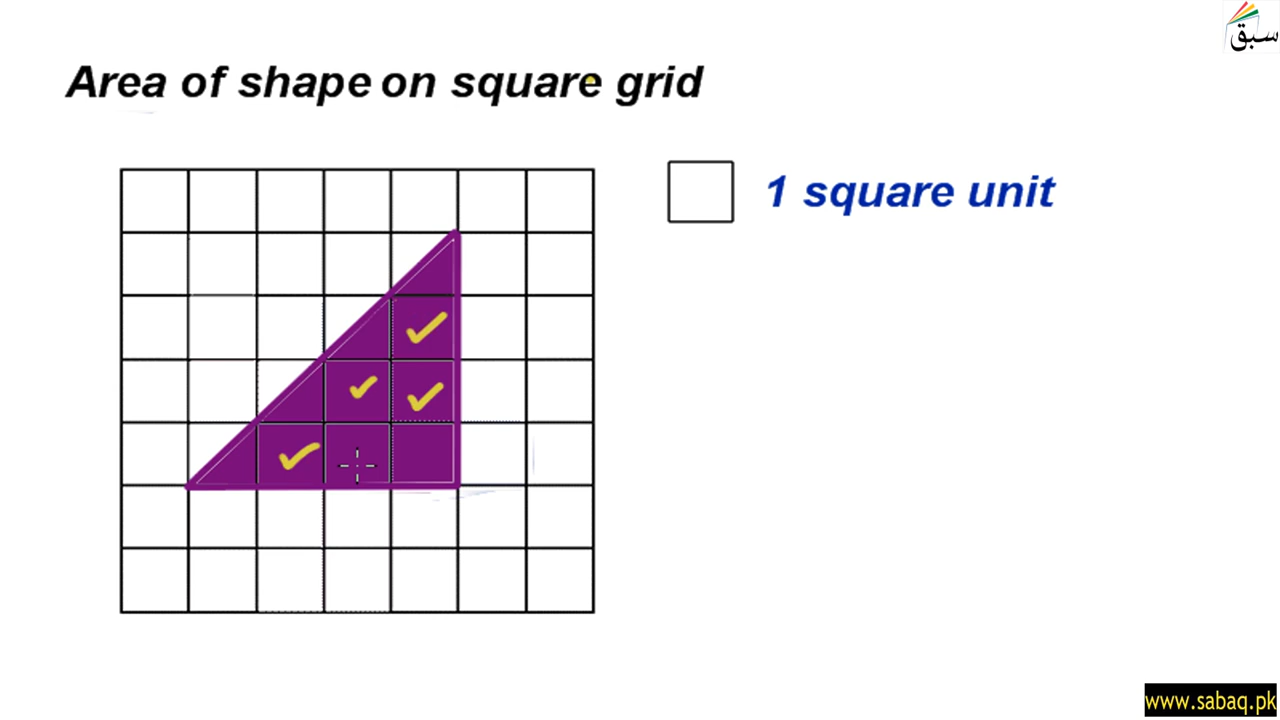 سبق
Area of shape on square grid
1 square unit
www.sabaq.pk